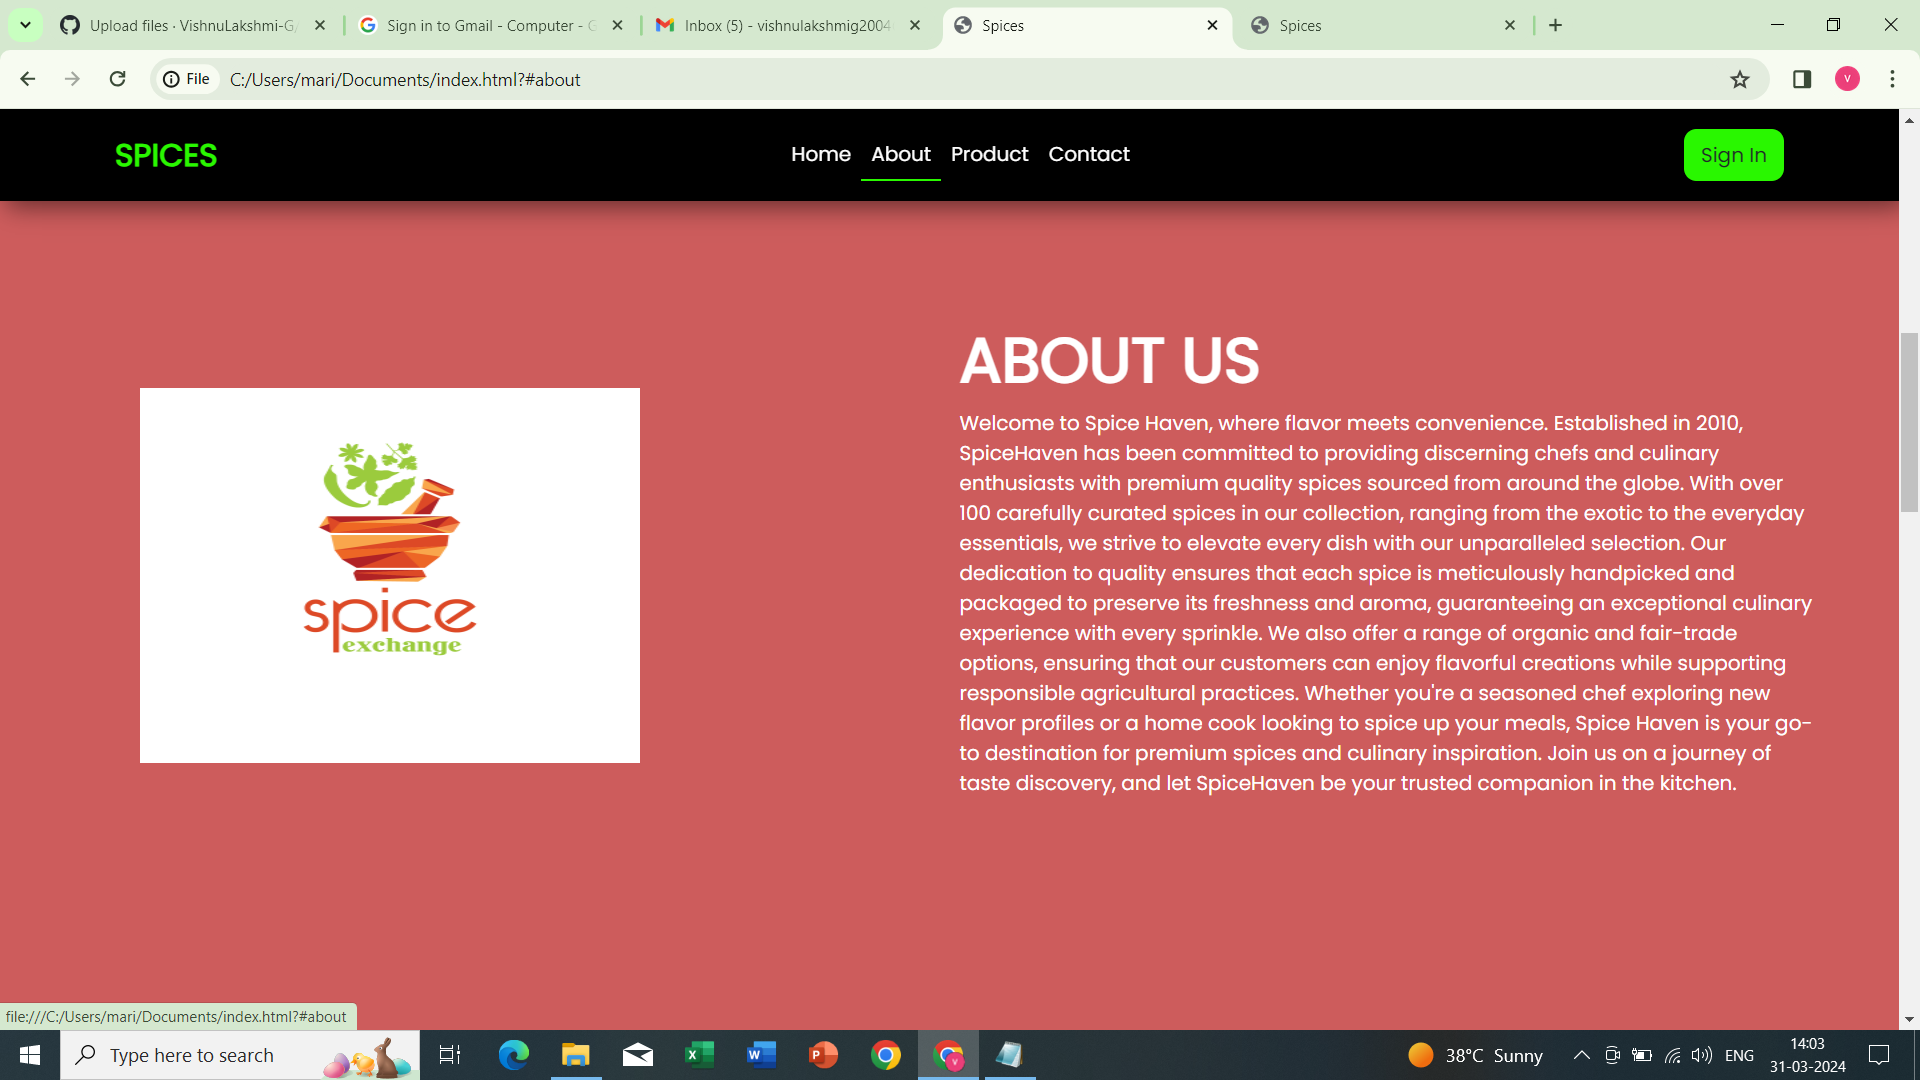 Upload files · VishnuLakshmi-G/
Sign in to Gmail - Computer - G
Inbox (5) - vishnulakshmig2004
Spices
Spices
File
C:/Users/mari/Documents/index.html?#about
V
SPICES
Home
About
Product
Contact
Sign In
spice
exchange
ABOUT US
Welcome to Spice Haven, where flavor meets convenience. Established in 2010,
SpiceHaven has been committed to providing discerning chefs and culinary
enthusiasts with premium quality spices sourced from around the globe. With over
100 carefully curated spices in our collection, ranging from the exotic to the everyday
essentials, we strive to elevate every dish with our unparalleled selection. Our
dedication to quality ensures that each spice is meticulously handpicked and
packaged to preserve its freshness and aroma, guaranteeing an exceptional culinary
experience with every sprinkle. We also offer a range of organic and fair-trade
options, ensuring that our customers can enjoy flavorful creations while supporting
responsible agricultural practices. Whether you're a seasoned chef exploring new
flavor profiles or a home cook looking to spice up your meals, Spice Haven is your go-
to destination for premium spices and culinary inspiration. Join us on a journey of
taste discovery, and let SpiceHaven be your trusted companion in the kitchen.
file:///C:/Users/mari/Documents/index.html?#about
Type here to search
X
W
P
V
38°C Sunny
ENG
14:03
31-03-2024